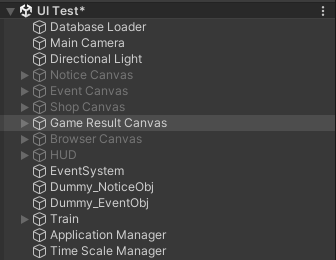 UI Test*
Database Loader
Main Camera
Directional Light
Notice Canvas
Event Canvas
Shop Canvas
Game Result Canvas
Browser Canvas
HUD
EventSystem
Dummy_NoticeObj
Dummy_EventObj
Train
Application Manager
Time Scale Manager